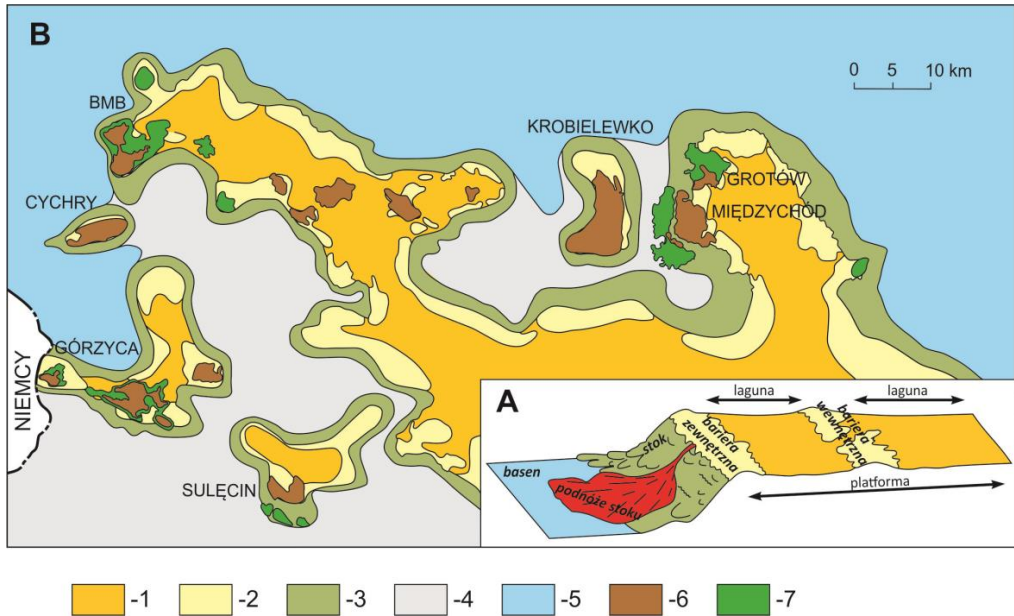 B
0 5 10 km
BMB
KROBIELEWKO
GROTÓW
CYCHRY
MIĘDZYCHÓD
GÓRZYCA
NIEMCY
SULĘCIN
A
laguna
laguna
stok
bariera
zewnętrzna
bariera
wewnętrzna
basen
podnóże stoku
platforma
-1 -2 -3 -4 -5 -6 -7